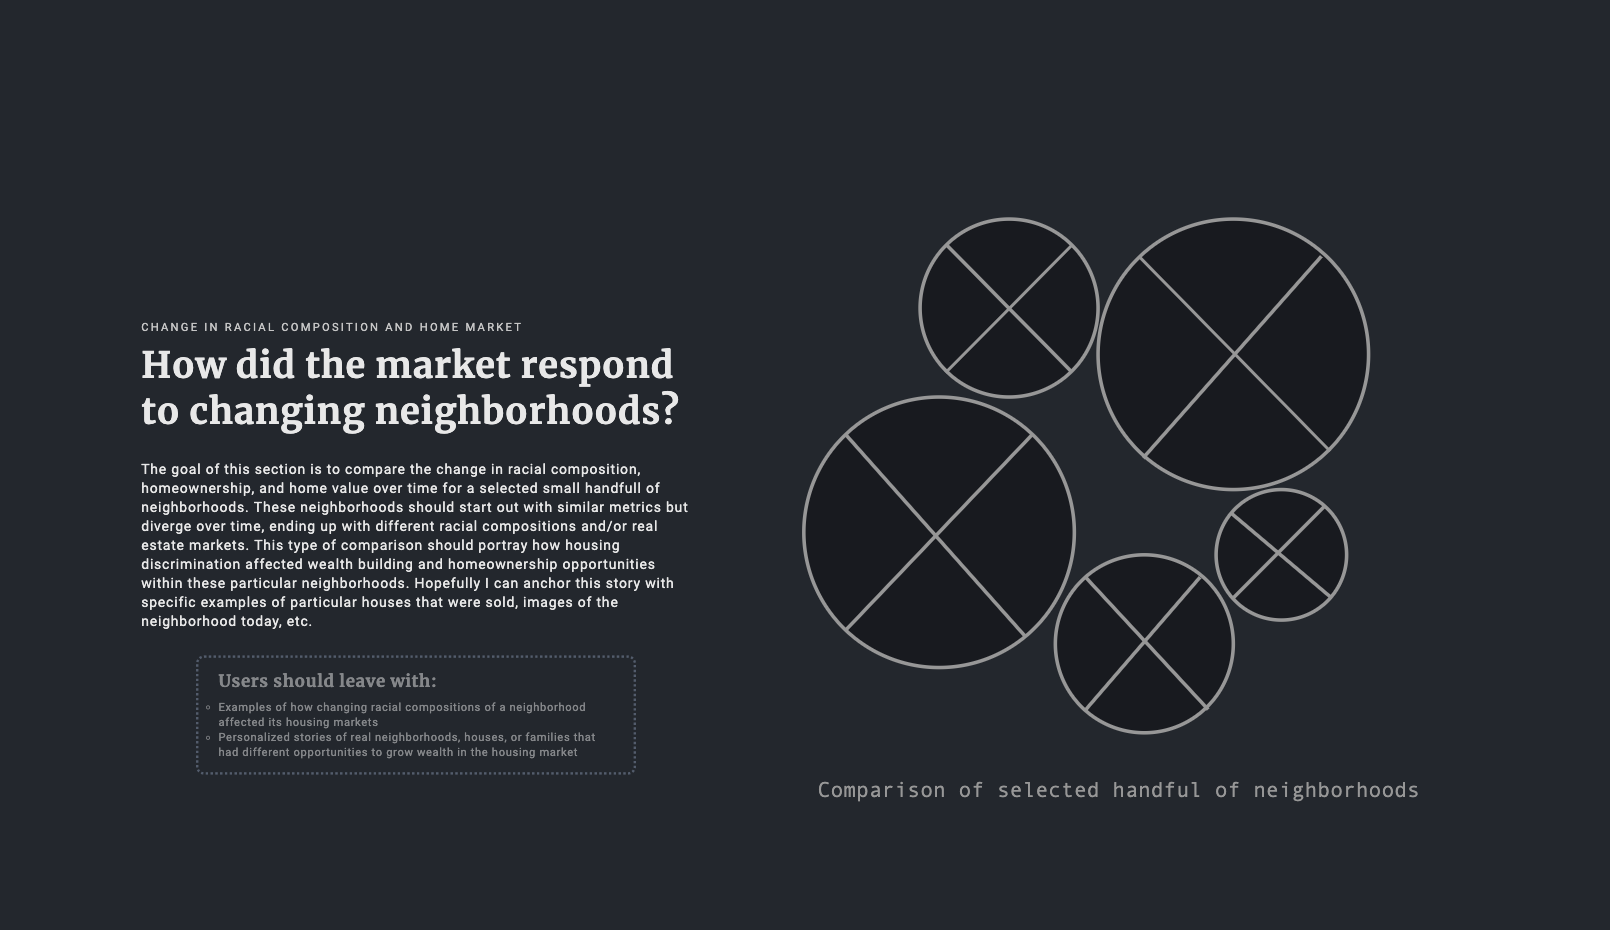 CHANGE IN RACIAL COMPOSITION AND HOME MARKET
How did the market respond
to changing neighborhoods?
The goal of this section is to compare the change in racial composition,
homeownership, and home value over time for a selected small handfull of
neighborhoods. These neighborhoods should start out with similar metrics but
diverge over time, ending up with different racial compositions and/or real
estate markets. This type of comparison should portray how housing
discrimination affected wealth building and homeownership opportunities
within these particular neighborhoods. Hopefully I can anchor this story with
specific examples of particular houses that were sold, images of the
neighborhood today, etc.
Users should leave with:
Examples of how changing racial compositions of a neighborhood
affected its housing markets
Personalized stories of real neighborhoods, houses, or families that
had different opportunities to grow wealth in the housing market
Comparison of selected handful of neighborhoods